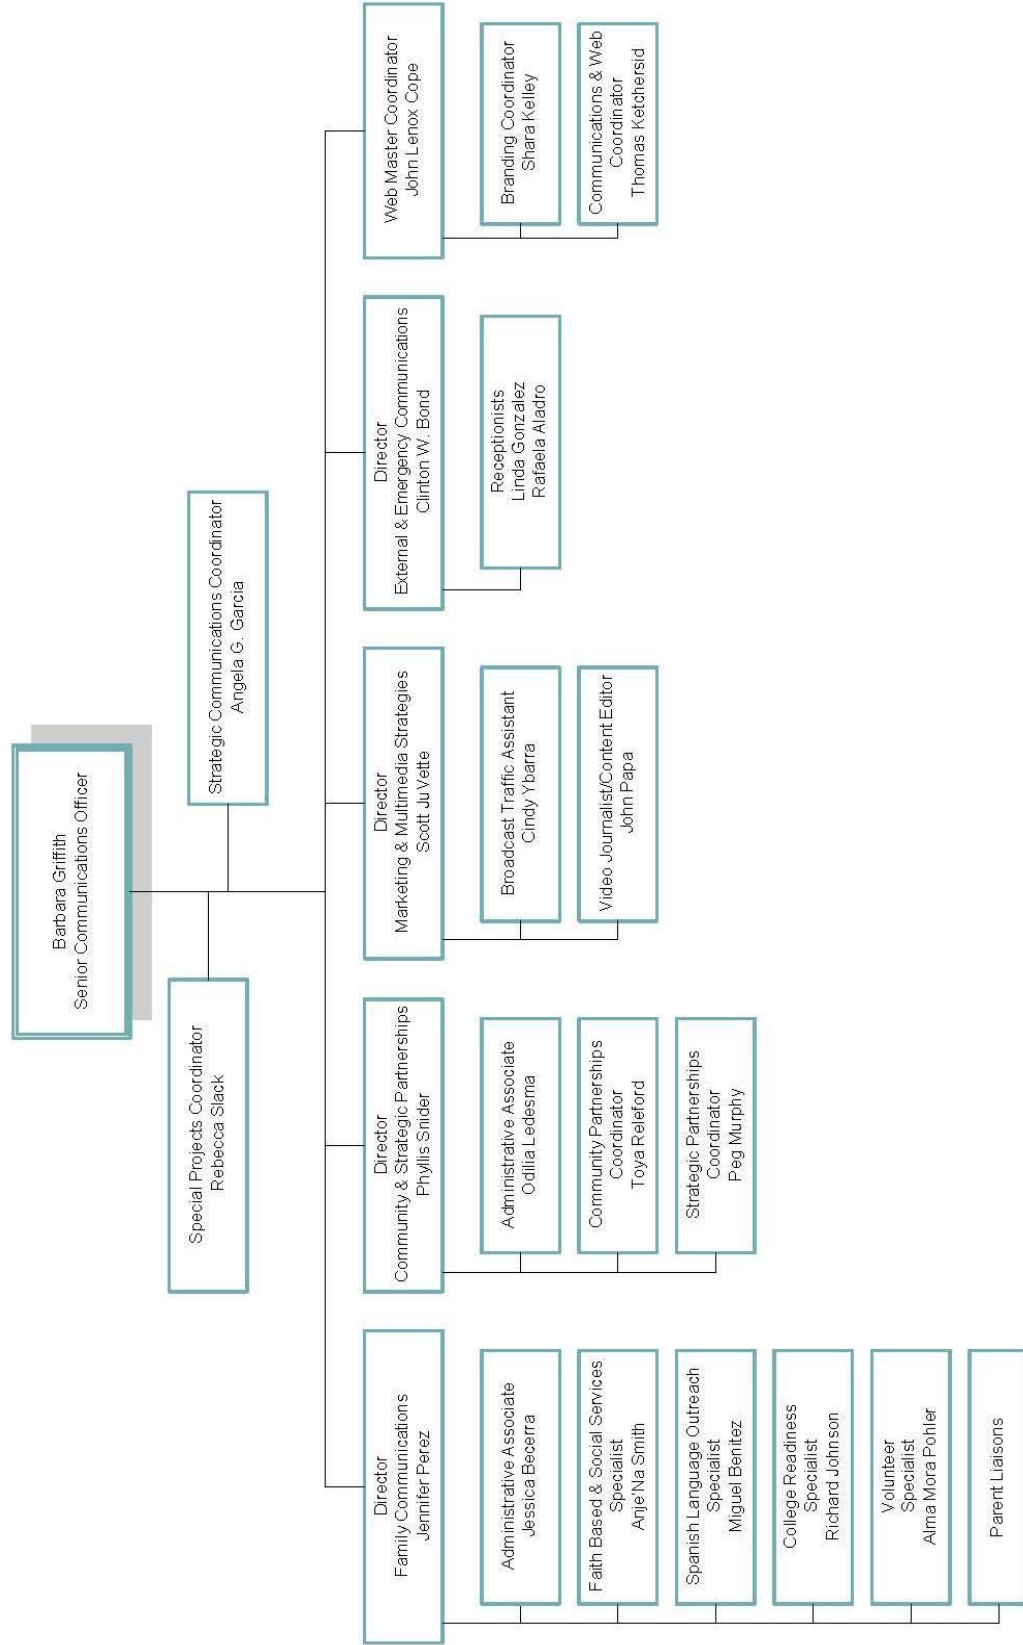 Barbara Griffith
Senior Communications Officer
Special Projects Coordinator
Rebecca Slack
Strategic Communications Coordinator
Angela G. Garcia
Director
Family Communications
Jennifer Perez
Administrative Associate
Jessica Becerra
Faith Based & Social Services
Specialist
Anje'Na Smith
Spanish Language Outreach
Specialist
Miguel Benitez
College Readiness
Specialist
Richard Johnson
Volunteer
Specialist
Alma Mora Pohler
Parent Liaisons
Director
Community & Strategic Partnerships
Phyllis Snider
Administrative Associate
Odilia Ledesma
Community Partnerships
Coordinator
Toya Releford
Strategic Partnerships
Coordinator
Peg Murphy
Director
Marketing & Multimedia Strategies
Scott Ju Vette
Broadcast Traffic Assistant
Cindy Ybarra
Video Journalist/Content Editor
John Papa
Director
External & Emergency Communications
Clinton W. Bond
Receptionists
Linda Gonzalez
Rafaela Aladro
Web Master Coordinator
John Lenox Cope
Branding Coordinator
Shara Kelley
Communications & Web
Coordinator
Thomas Ketchersid